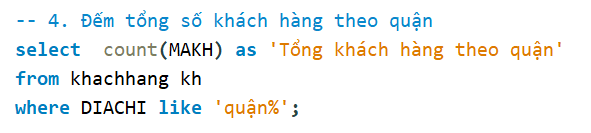 -- 4. Đếm tổng số khách hàng theo quận
select  count(MAKH) as 'Tổng khách hàng theo quận'
from khachhang kh
where DIACHI like 'quận%';